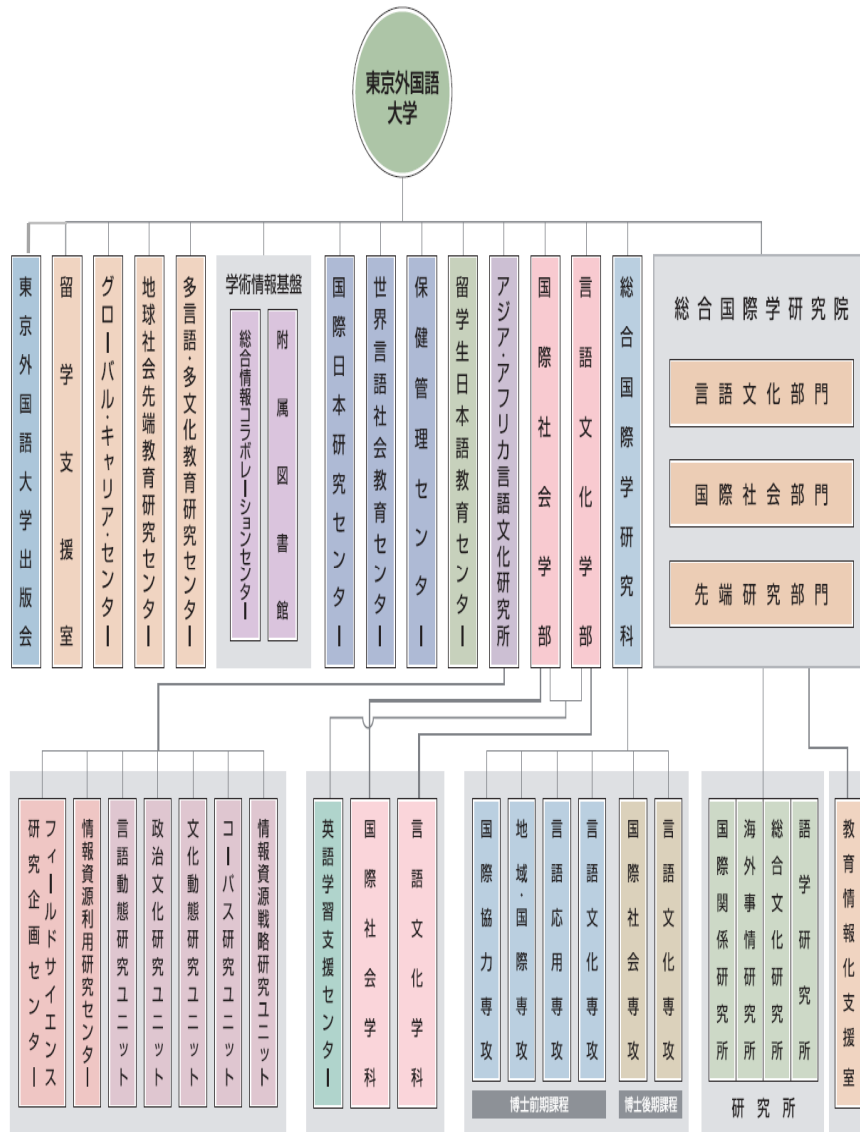 東京外国語
大学
東京外国語大学出版会
留学支援室
グローバル・キャリア・センター
地球社会先端教育研究センター
多言語・多文化教育研究センター
学術情報基盤
総合情報コラボレーションセンター
附属図書館
国際日本研究センター
世界言語社会教育センター
保健管理センター
留学生日本語教育センター
アジア・アフリカ言語文化研究所
国際社会学部
言語文化学部
総合国際学研究科
総合国際学研究院
言語文化部門
国際社会部門
先端研究部門
フィールドサイエンス
研究企画センター
情報資源利用研究センター
言語動態研究ユニット
政治文化研究ユニット
文化動態研究ユニット
コーパス研究ユニット
情報資源戦略研究ユニット
英語学習支援センター
国際社会学科
言語文化学科
国際協力専攻
地域・国際専攻
言語応用専攻
言語文化専攻
博士前期課程
国際社会専攻
言語文化専攻
博士後期課程
国際関係研究所
海外事情研究所
総合文化研究所
語学研究所
研究所
教育情報化支援室